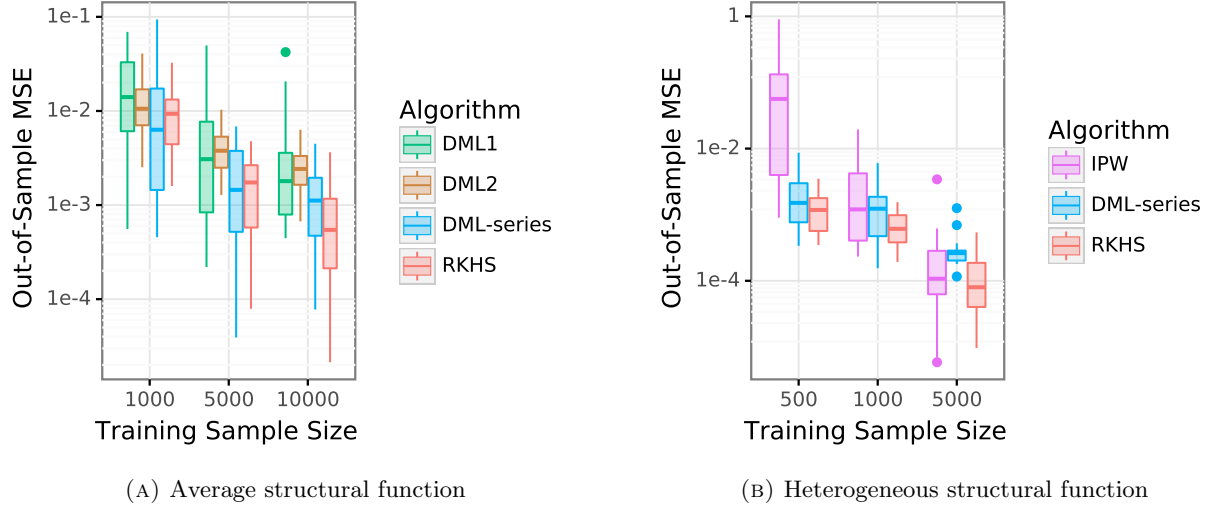 Out-of-Sample MSE
1e-1
1e-2
1e-3
1e-4
1000 5000 10000
Training Sample Size
Algorithm
DML1
DML2
DML-series
RKHS
(A) Average structural function
Out-of-Sample MSE
1
1e-2
1e-4
500 1000 5000
Training Sample Size
Algorithm
IPW
DML-series
RKHS
(B) Heterogeneous structural function